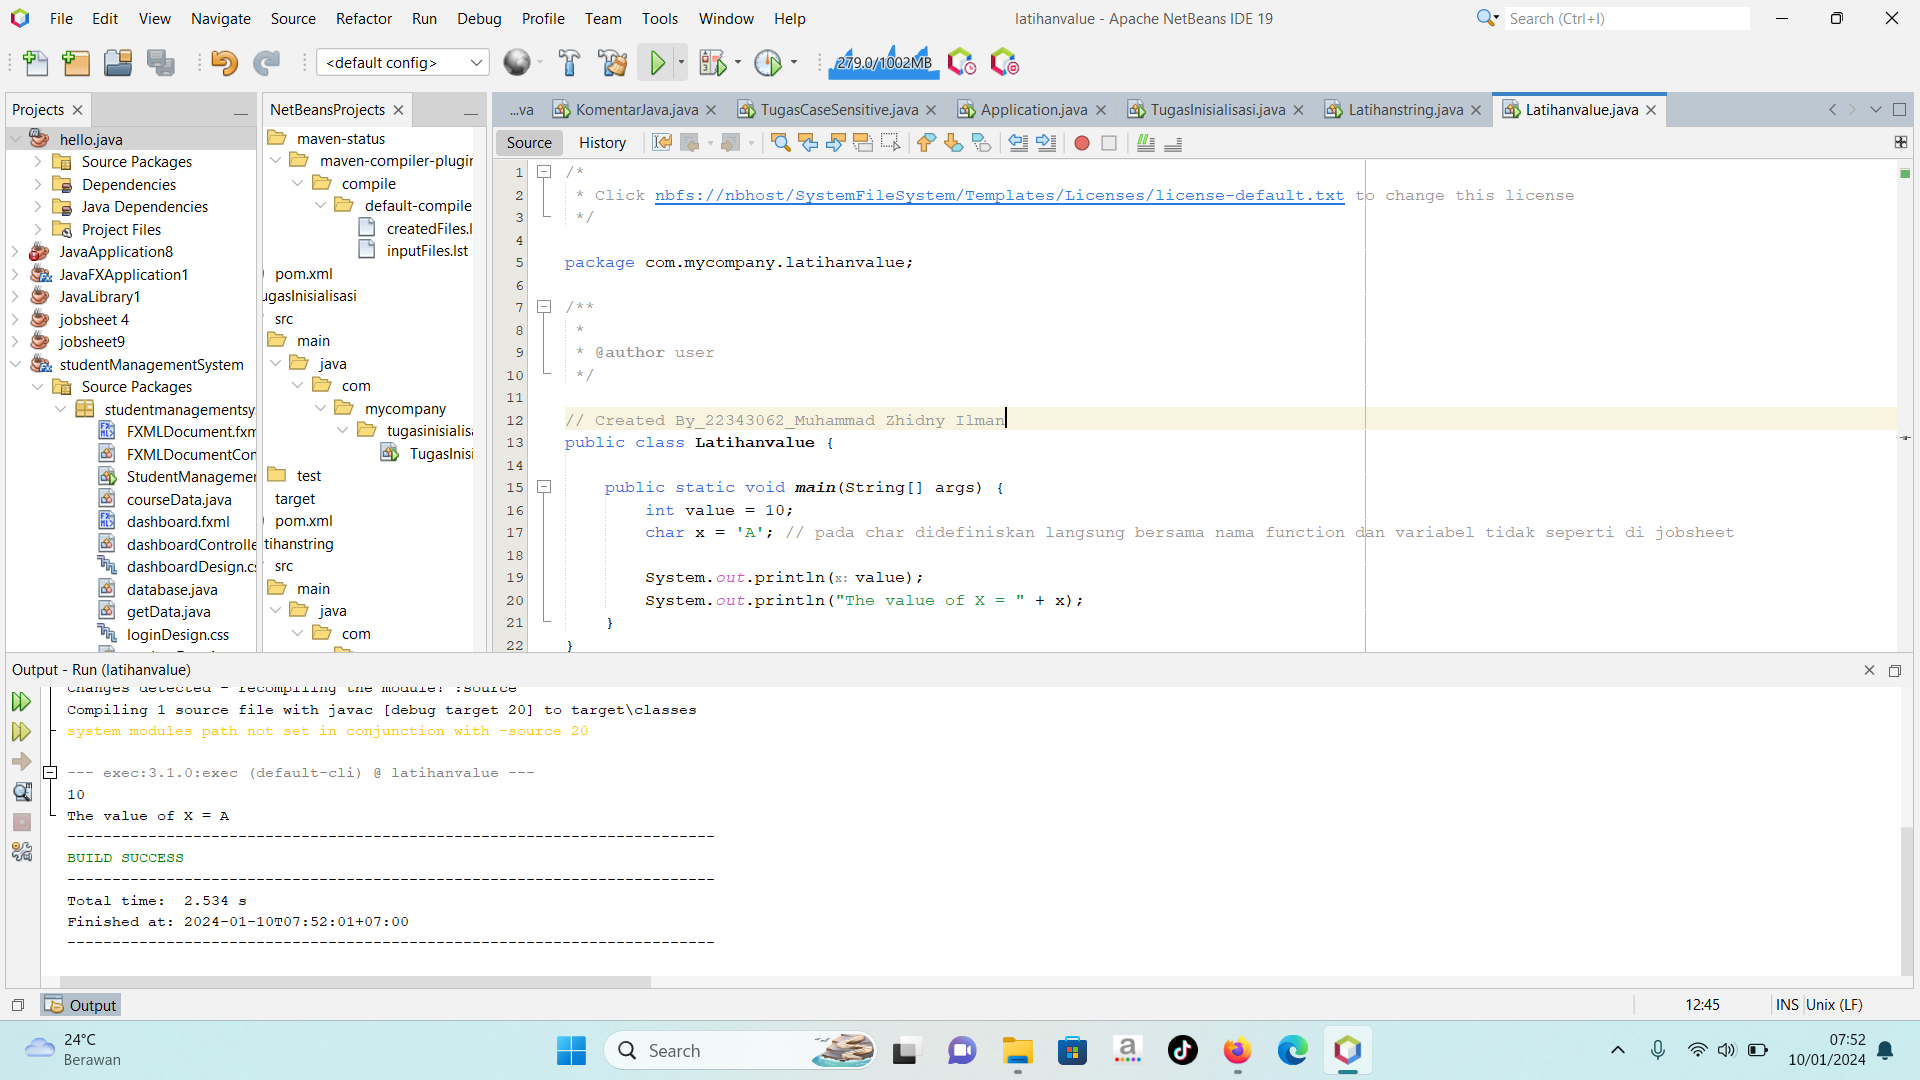 File Edit View Navigate Source Refactor Run Debug Profile Team Tools Window Help
latihanvalue - Apache NetBeans IDE 19
Search (Ctrl+I)
<default config>
279.0/1002MB
Projects
hello.java
Source Packages
Dependencies
Java Dependencies
Project Files
JavaApplication8
JavaFXApplication1
JavaLibrary1
jobsheet 4
jobsheet9
studentManagementSystem
Source Packages
studentmanagementsy
FXMLDocument.fxm
FXMLDocumentCon
StudentManagemen
courseData.java
dashboard.fxml
dashboardControlle
dashboardDesign.cs
database.java
getData.java
loginDesign.css
NetBeansProjects
maven-status
maven-compiler-plugin
compile
default-compile
createdFiles.l
inputFiles.lst
pom.xml
ugasInisialisasi
src
main
java
com
mycompany
tugasinisialisa
TugasInisi
test
target
pom.xml
tihanstring
src
main
java
com
...va KomentarJava.java TugasCaseSensitive.java Application.java TugasInisialisasi.java Latihanstring.java Latihanvalue.java
Source History
1 /*
2 * Click nbfs://nbhost/SystemFileSystem/Templates/Licenses/license-default.txt to change this license
3 */
4
5 package com.mycompany.latihanvalue;
6
7 /**
8 *
9 * @author user
10 */
11
12 // Created By_22343062_Muhammad Zhidny Ilman
13 public class Latihanvalue {
14
15 public static void main(String[] args) {
16 int value = 10;
17 char x = 'A'; // pada char didefiniskan langsung bersama nama function dan variabel tidak seperti di jobsheet
18
19 System.out.println(x: value);
20 System.out.println("The value of X = " + x);
21 }
22 }
Output - Run (latihanvalue)
Changes detected - recompiling the module! :source
Compiling 1 source file with javac [debug target 20] to target\classes
system modules path not set in conjunction with -source 20
--- exec:3.1.0:exec (default-cli) @ latihanvalue ---
10
The value of X = A
------------------------------------------------------------------------
BUILD SUCCESS
------------------------------------------------------------------------
Total time:  2.534 s
Finished at: 2024-01-10T07:52:01+07:00
------------------------------------------------------------------------
Output
12:45 INS Unix (LF)
24°C
Berawan
Search
07:52
10/01/2024